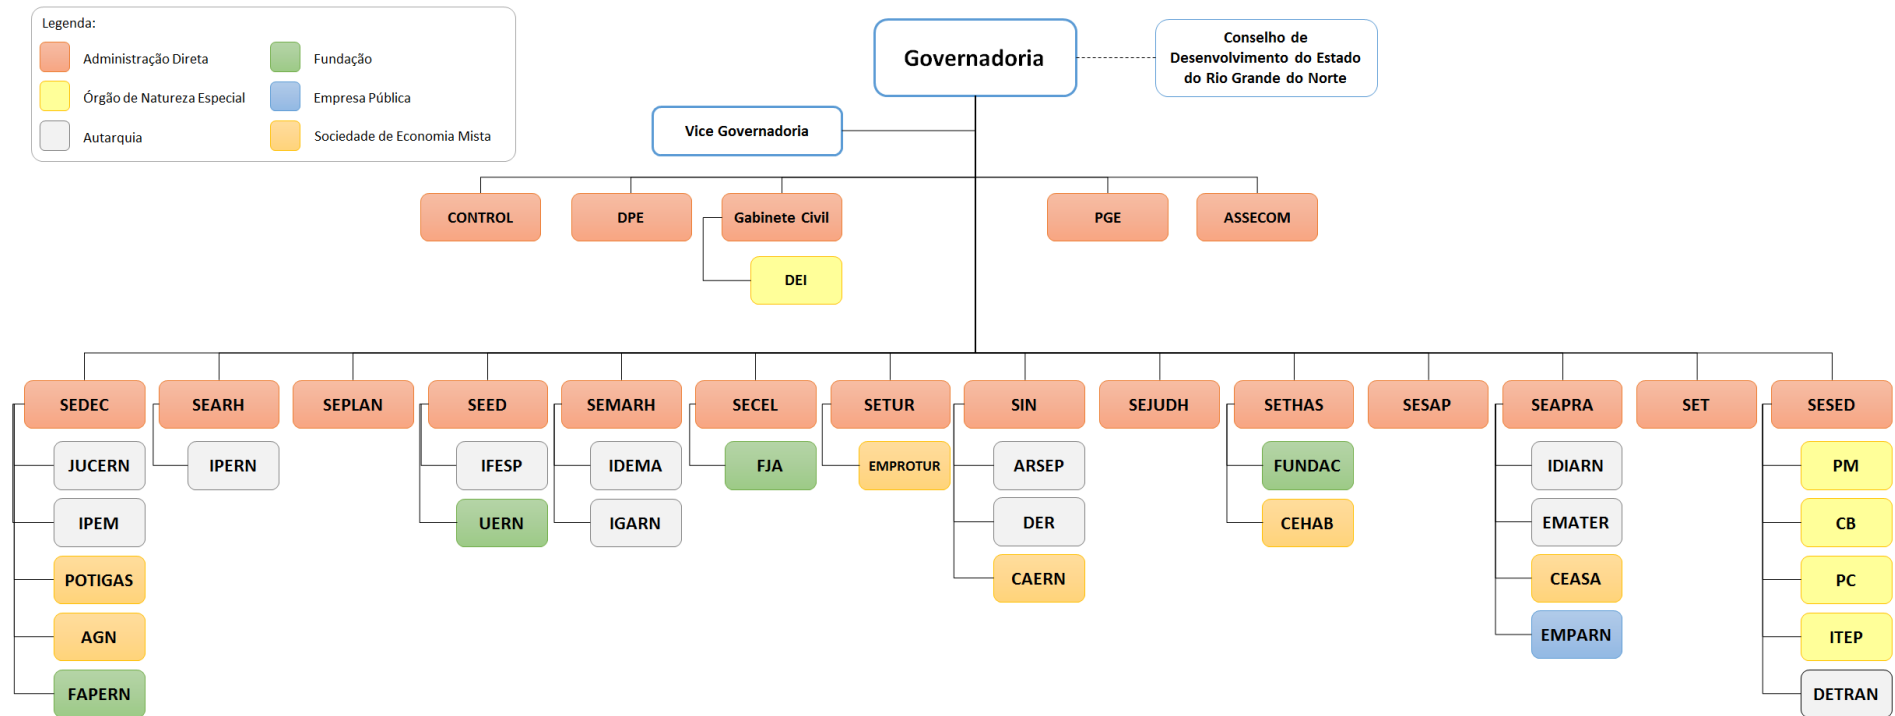 Legenda:
Administração Direta
Fundação
Órgão de Natureza Especial
Empresa Pública
Autarquia
Sociedade de Economia Mista
Governadoria
Conselho de
Desenvolvimento do Estado
do Rio Grande do Norte
Vice Governadoria
CONTROL
DPE
Gabinete Civil
PGE
ASSECOM
DEI
SEDEC
SEARH
SEPLAN
SEED
SEMARH
SECEL
SETUR
SIN
SEJUDH
SETHAS
SESAP
SEAPRA
SET
SESED
JUCERN
IPERN
IFESP
IDEMA
FJA
EMPROTUR
ARSEP
FUNDAC
IDIARN
PM
IPEM
UERN
IGARN
DER
CEHAB
EMATER
CB
POTIGAS
CAERN
CEASA
PC
AGN
EMPARN
ITEP
FAPERN
DETRAN